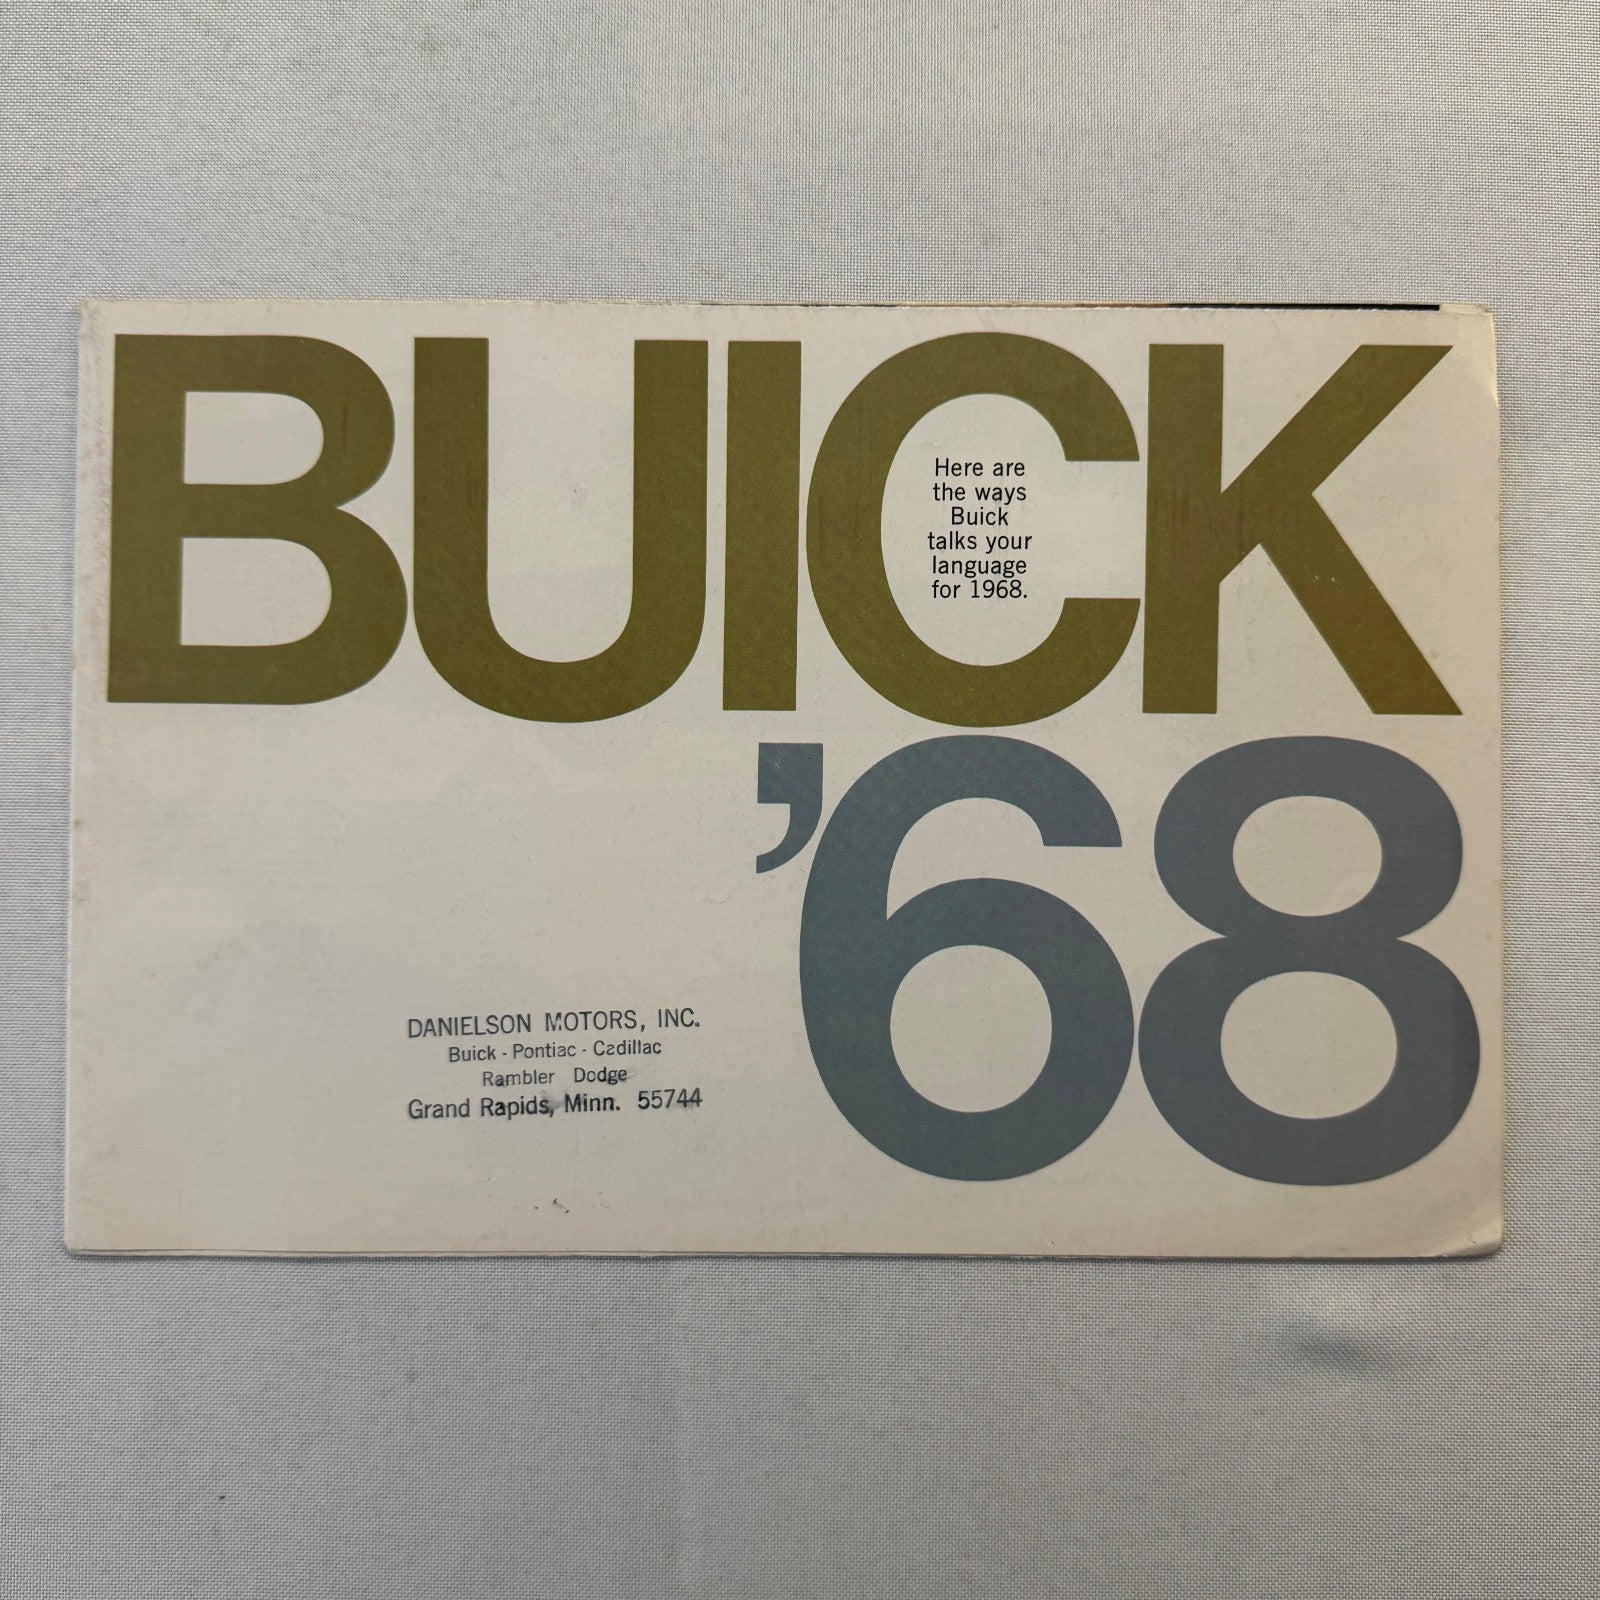 BUICK
Here are
the ways
Buick
talks your
language
for 1968.
'68
DANIELSON MOTORS, INC.
Buick - Pontiac - Cadillac
Rambler Dodge
Grand Rapids, Minn. 55744